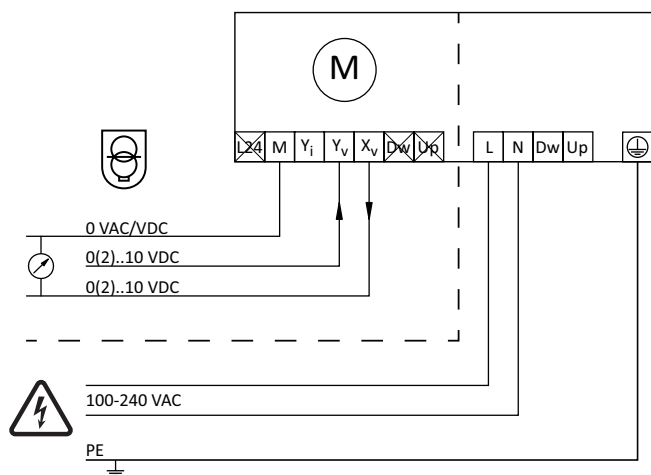 M
L24 M Yi Yv Xv Dw Up L N Dw Up
0 VAC/VDC
0(2)..10 VDC
0(2)..10 VDC
100-240 VAC
PE